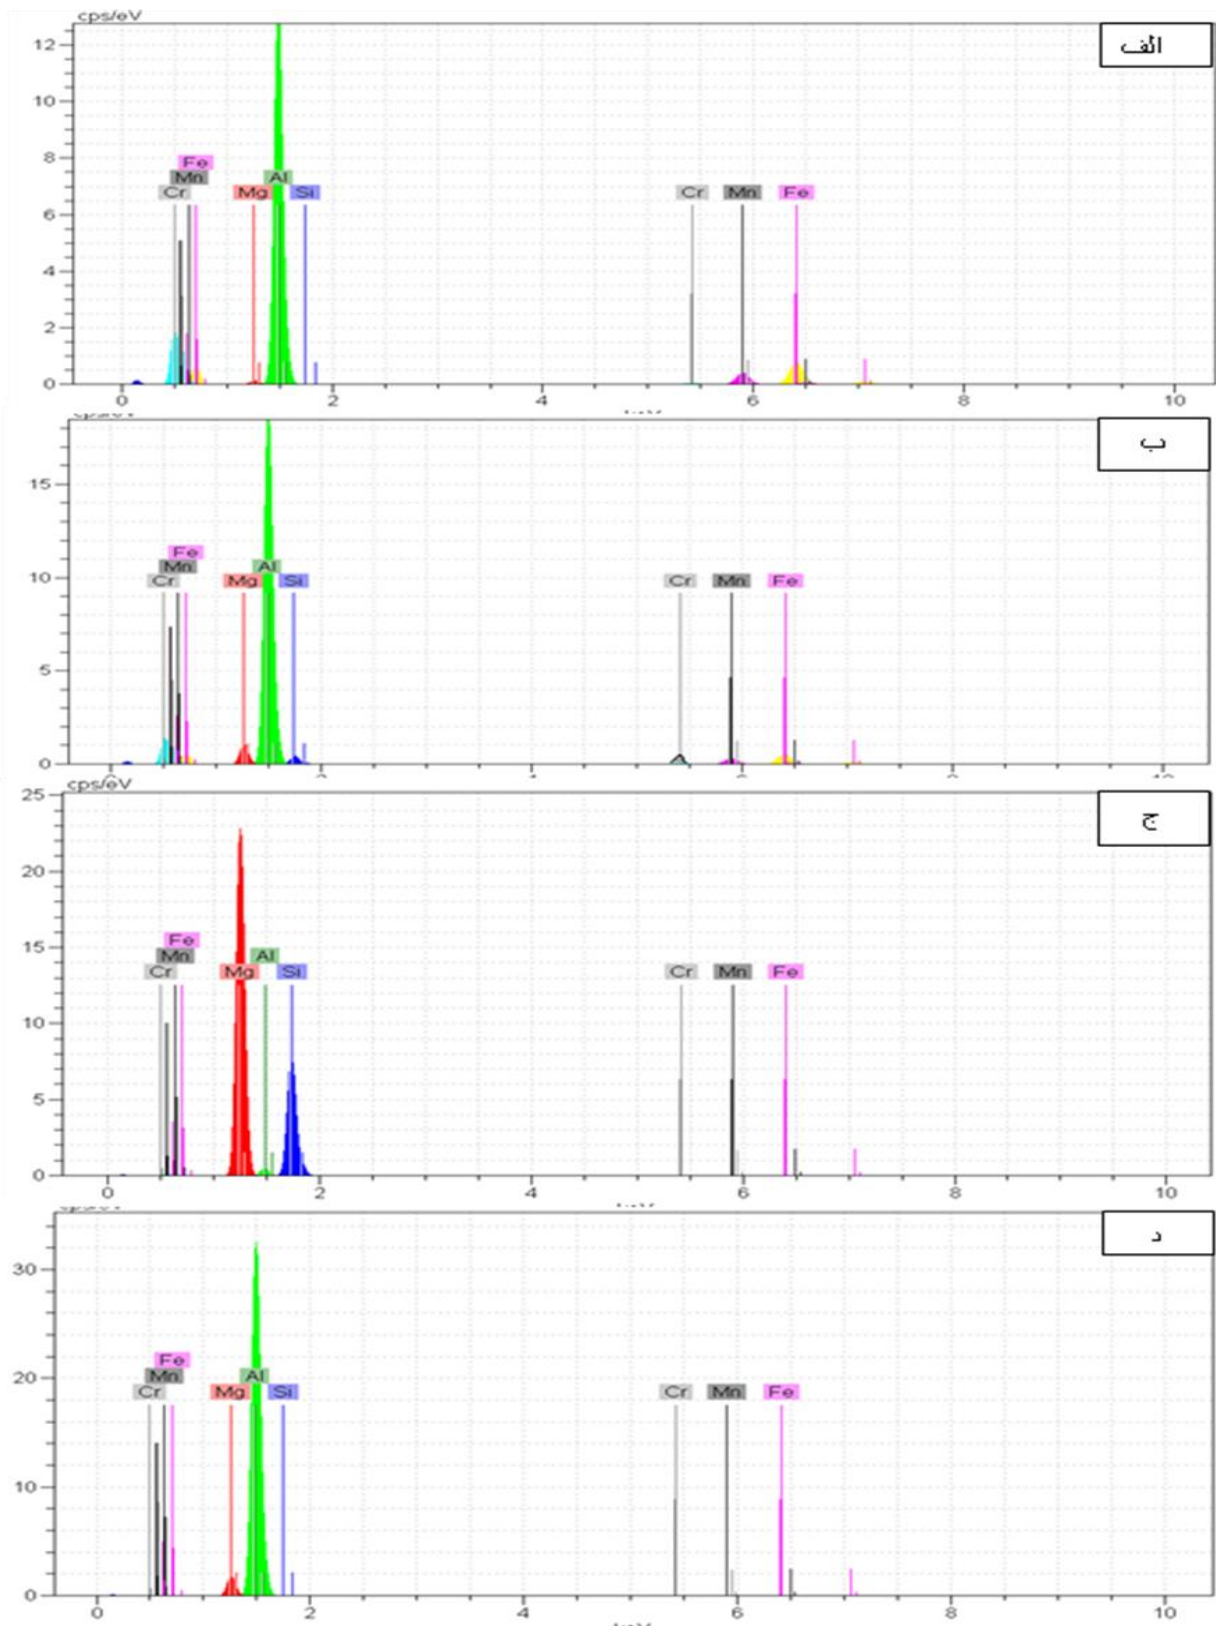 cps/eV
الف
12
10
8
6
4
2
0
Fe
Mn
Cr Mg Al Si Cr Mn Fe
0 2 4 6 8 10
ب
15
10
5
0
Fe
Mn Al
Cr Mg Si Cr Mn Fe
cps/eV
ج
25
20
15
10
5
0
Fe
Mn Al
Cr Mg Si Cr Mn Fe
0 2 4 6 8 10
د
30
20
10
0
Fe
Mn Al
Cr Mg Si Cr Mn Fe
0 2 4 6 8 10